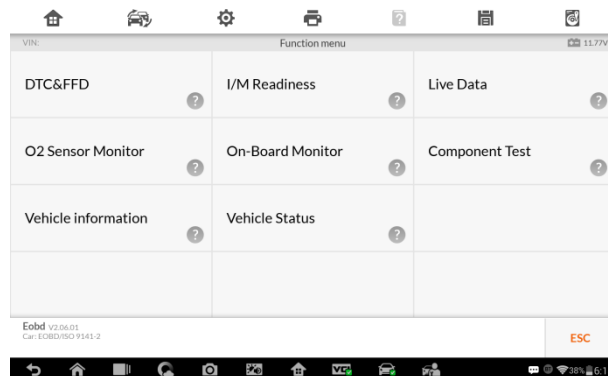 VIN:
Function menu
11.77V
DTC&FFD
I/M Readiness
Live Data
O2 Sensor Monitor
On-Board Monitor
Component Test
Vehicle information
Vehicle Status
Eobd V2.06.01
Car: EOBD/ISO 9141-2
ESC
38%